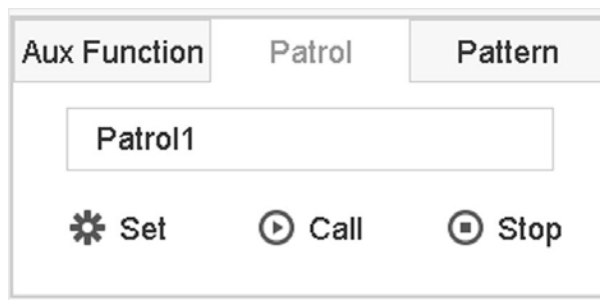 Aux Function Patrol Pattern
Patrol1
Set Call Stop